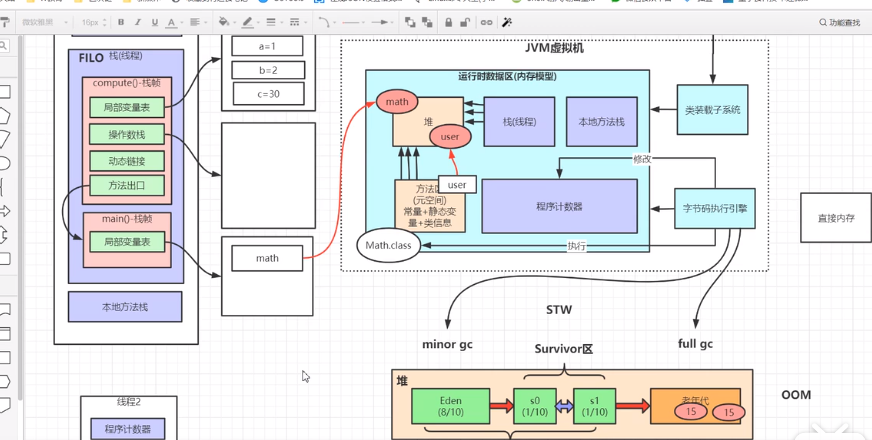 微软雅黑
16px
B
I
U
A
功能查找
FILO
栈(线程)
compute()-栈帧
局部变量表
操作数栈
动态链接
方法出口
main()-栈帧
局部变量表
本地方法栈
a=1
b=2
c=30
math
线程2
程序计数器
JVM虚拟机
运行时数据区(内存模型)
math
堆
user
栈(线程)
本地方法栈
类装载子系统
修改
user
(元空间)
常量+静态变
量+类信息
程序计数器
字节码执行引擎
直接内存
Math.class
执行
STW
minor gc
Survivor区
full gc
堆
Eden
(8/10)
s0
(1/10)
s1
(1/10)
老年代
15
15
OOM